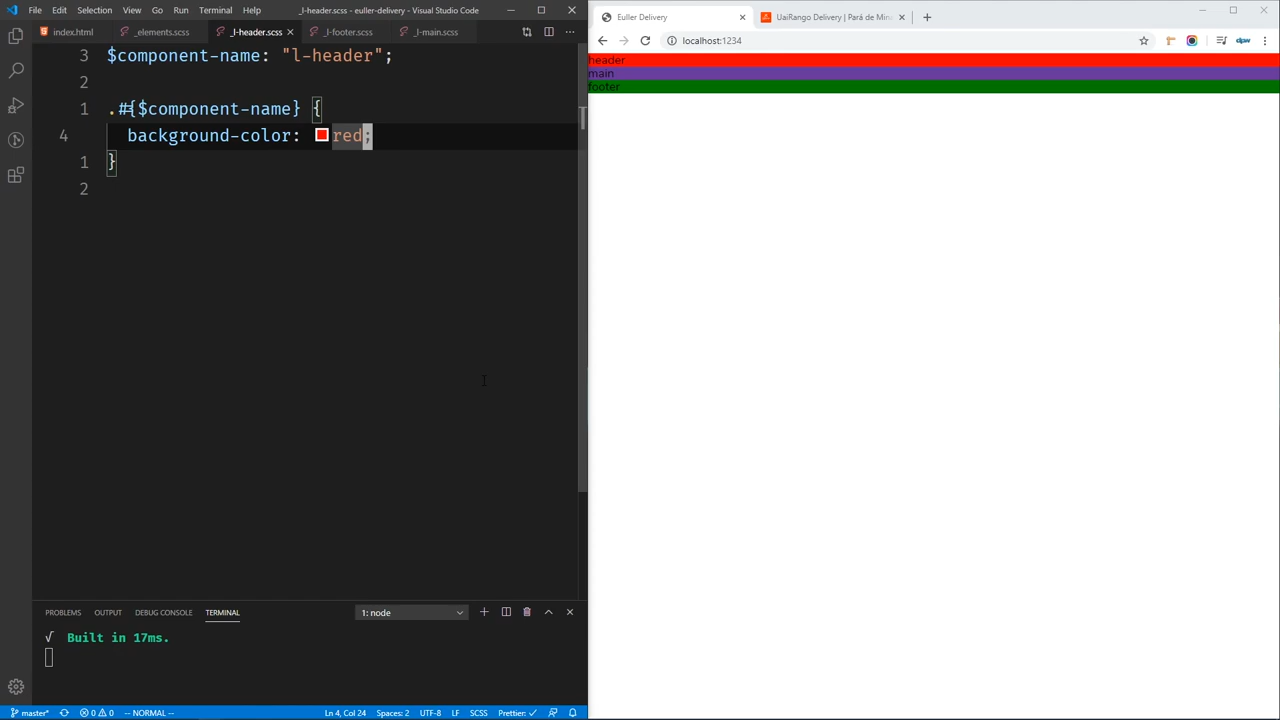 File Edit Selection View Go Run Terminal Help _l-header.scss - euller-delivery - Visual Studio Code
index.html _elements.scss _l-header.scss _l-footer.scss _l-main.scss
3 $component-name: "l-header";
2
1 .#{$component-name} {
4 background-color: red;
1 }
2
PROBLEMS OUTPUT DEBUG CONSOLE TERMINAL 1: node
√ Built in 17ms.
master* 0 0 -- NORMAL -- Ln 4, Col 24 Spaces: 2 UTF-8 LF SCSS Prettier: ✓
Euller Delivery UaiRango Delivery | Pará de Mina
localhost:1234 dpw
header
main
footer